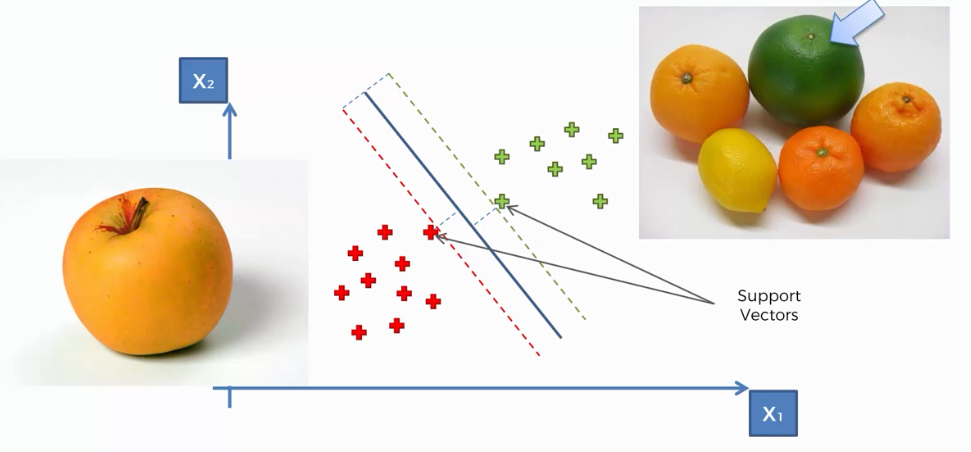 X₂
Support
Vectors
X₁